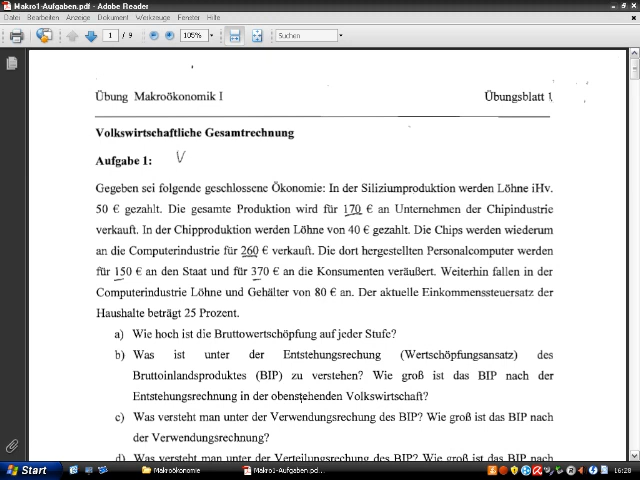 Makro1-Aufgaben.pdf - Adobe Reader
Datei Bearbeiten Anzeige Dokument Werkzeuge Fenster Hilfe
1 / 9 105% Suchen
Übung Makroökonomik I Übungsblatt 1
Volkswirtschaftliche Gesamtrechnung
Aufgabe 1: V
Gegeben sei folgende geschlossene Ökonomie: In der Siliziumproduktion werden Löhne iHv.
50 € gezahlt. Die gesamte Produktion wird für 170 € an Unternehmen der Chipindustrie
verkauft. In der Chipproduktion werden Löhne von 40 € gezahlt. Die Chips werden wiederum
an die Computerindustrie für 260 € verkauft. Die dort hergestellten Personalcomputer werden
für 150 € an den Staat und für 370 € an die Konsumenten veräußert. Weiterhin fallen in der
Computerindustrie Löhne und Gehälter von 80 € an. Der aktuelle Einkommenssteuersatz der
Haushalte beträgt 25 Prozent.
a) Wie hoch ist die Bruttowertschöpfung auf jeder Stufe?
b) Was ist unter der Entstehungsrechung (Wertschöpfungsansatz) des
Bruttoinlandsproduktes (BIP) zu verstehen? Wie groß ist das BIP nach der
Entstehungsrechnung in der obenstehenden Volkswirtschaft?
c) Was versteht man unter der Verwendungsrechung des BIP? Wie groß ist das BIP nach
der Verwendungsrechnung?
d) Was versteht man unter der Verteilungsrechung des BIP? Wie groß ist das BIP nach
Start Makroökonomie Makro1-Aufgaben.pd... 16:28